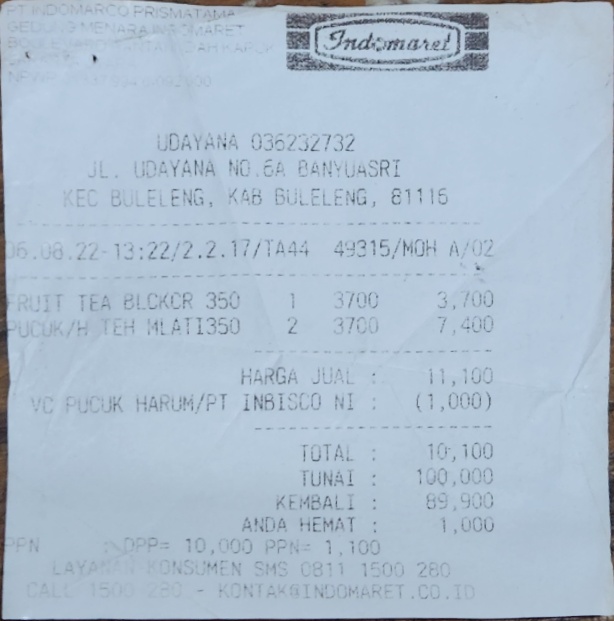 PT INDOMARCO PRISMATAMA
GEDUNG MENARA INDOMARET
BOULEVARD PANTAI INDAH KAPUK
NPWP
Indomaret
UDAYANA 036232732
JL. UDAYANA NO.6A BANYUASRI
KEC BULELENG, KAB BULELENG, 81116
06.08.22-13:22/2.2.17/TA44 49315/MOH A/02
FRUIT TEA BLCKCR 350 1 3700 3,700
PUCUK/H TEH MLATI350 2 3700 7,400
HARGA JUAL : 11,100
VC PUCUK HARUM/PT INBISCO NI : (1,000)
TOTAL : 10,100
TUNAI : 100,000
KEMBALI : 89,900
ANDA HEMAT : 1,000
PPN : DPP= 10,000 PPN= 1,100
LAYANAN KONSUMEN SMS 0811 1500 280
CALL 1500 280 - KONTAK@INDOMARET.CO.ID